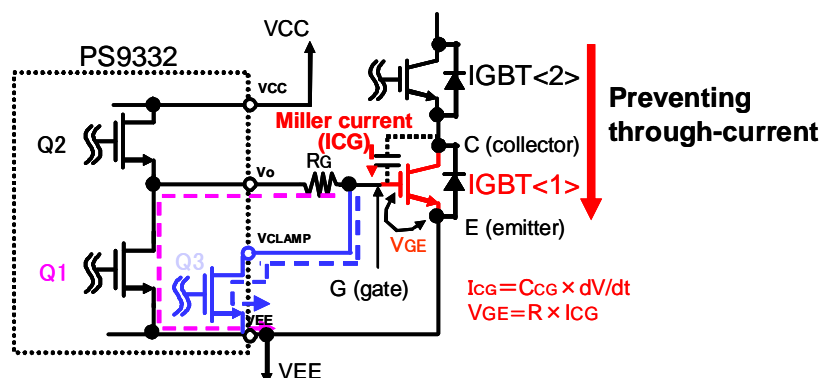 PS9332
VCC
VCC
IGBT<2>
Preventing
through-current
Q2
Miller current
(ICG)
C (collector)
Vo
RG
IGBT<1>
E (emitter)
VGE
VCLAMP
Q1
Q3
G (gate)
ICG=CCG×dV/dt
VGE=R×ICG
VEE
VEE